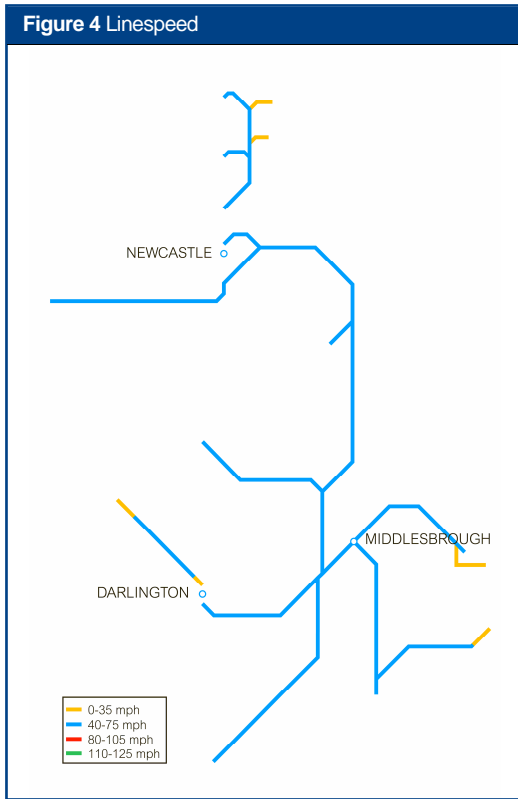 Figure 4 Linespeed
NEWCASTLE
MIDDLESBROUGH
DARLINGTON
0-35 mph
40-75 mph
80-105 mph
110-125 mph